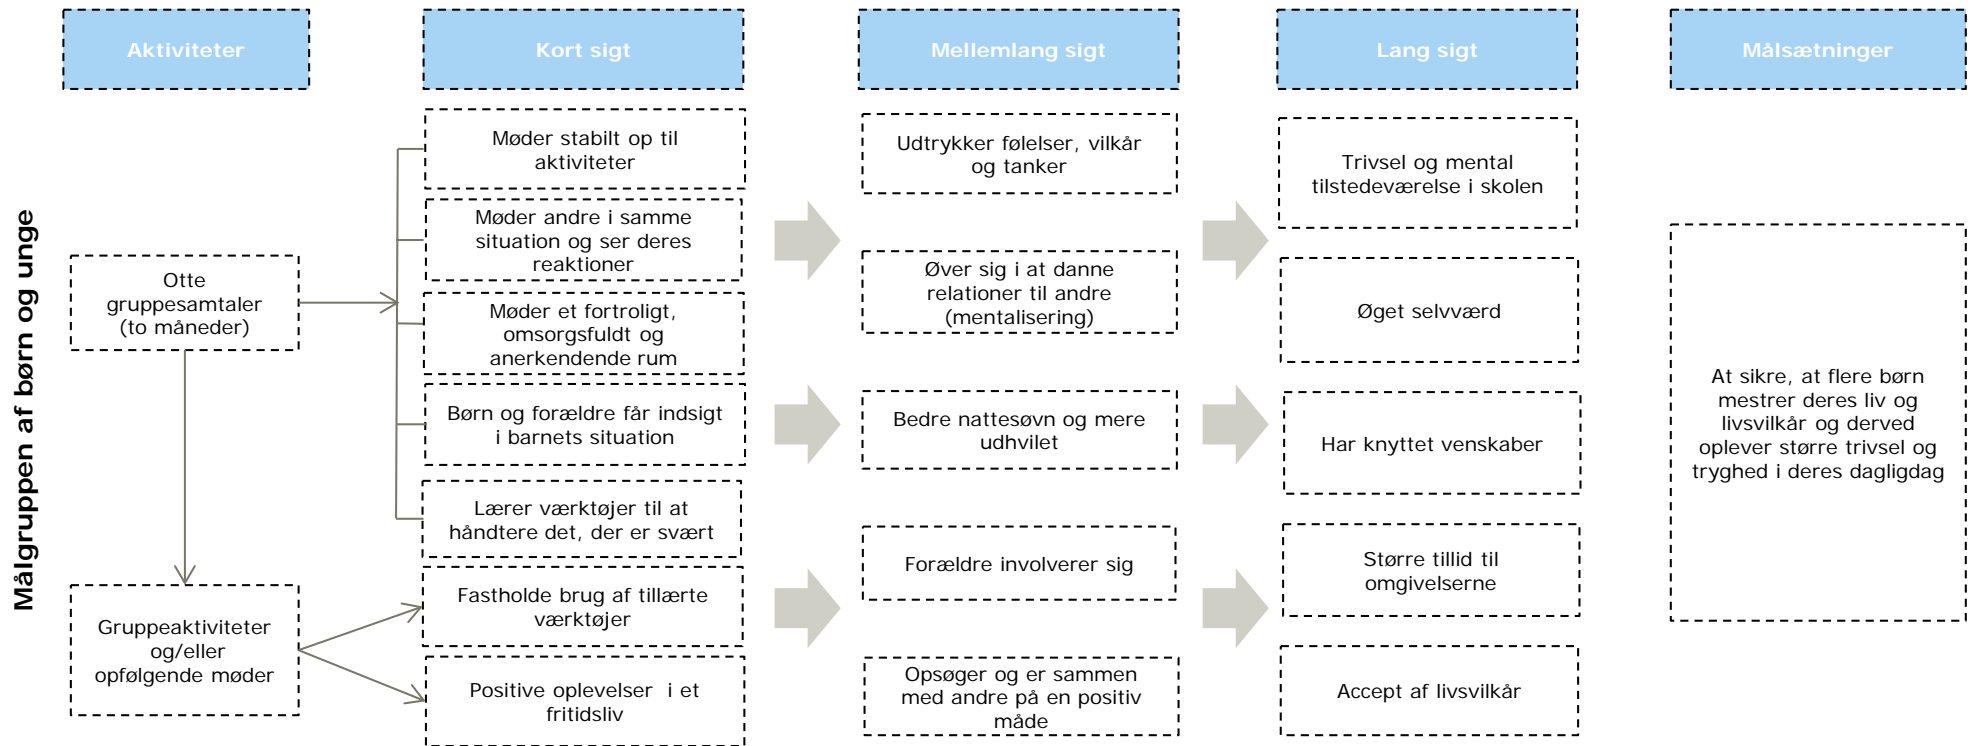 Aktiviteter
Kort sigt
Mellemlang sigt
Lang sigt
Målsætninger
Målgruppen af børn og unge
Otte
gruppesamtaler
(to måneder)
Gruppeaktiviteter
og/eller
opfølgende møder
Møder stabilt op til
aktiviteter
Møder andre i samme
situation og ser deres
reaktioner
Møder et fortroligt,
omsorgsfuldt og
anerkendende rum
Børn og forældre får indsigt
i barnets situation
Lærer værktøjer til at
håndtere det, der er svært
Fastholde brug af tillærte
værktøjer
Positive oplevelser i et
fritidsliv
Udtrykker følelser, vilkår
og tanker
Øver sig i at danne
relationer til andre
(mentalisering)
Bedre nattesøvn og mere
udhvilet
Forældre involverer sig
Opsøger og er sammen
med andre på en positiv
måde
Trivsel og mental
tilstedeværelse i skolen
Øget selvværd
Har knyttet venskaber
Større tillid til
omgivelserne
Accept af livsvilkår
At sikre, at flere børn
mestrer deres liv og
livsvilkår og derved
oplever større trivsel og
tryghed i deres dagligdag